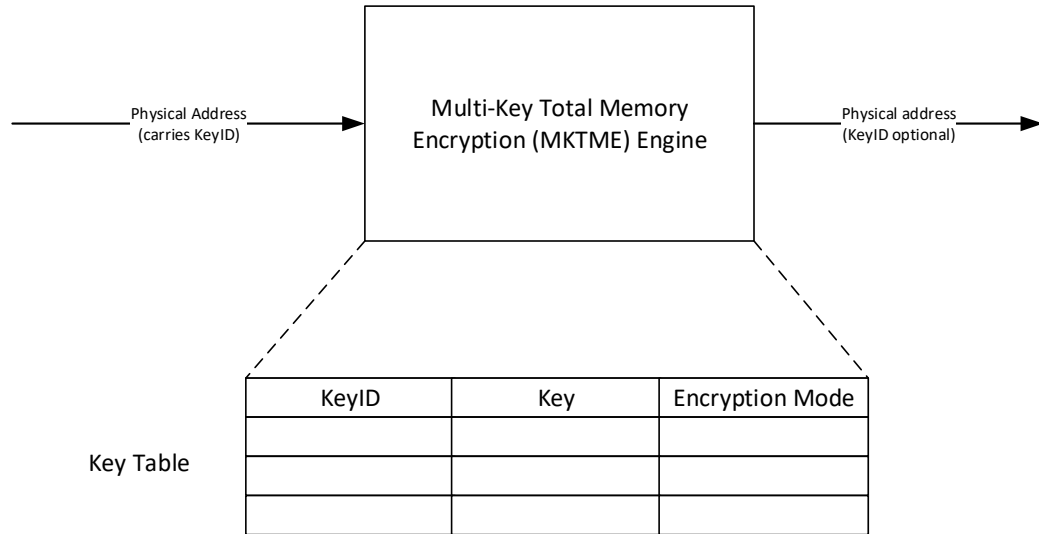 Physical Address
(carries KeyID)
Multi-Key Total Memory
Encryption (MKTME) Engine
Physical address
(KeyID optional)
KeyID Key Encryption Mode
Key Table